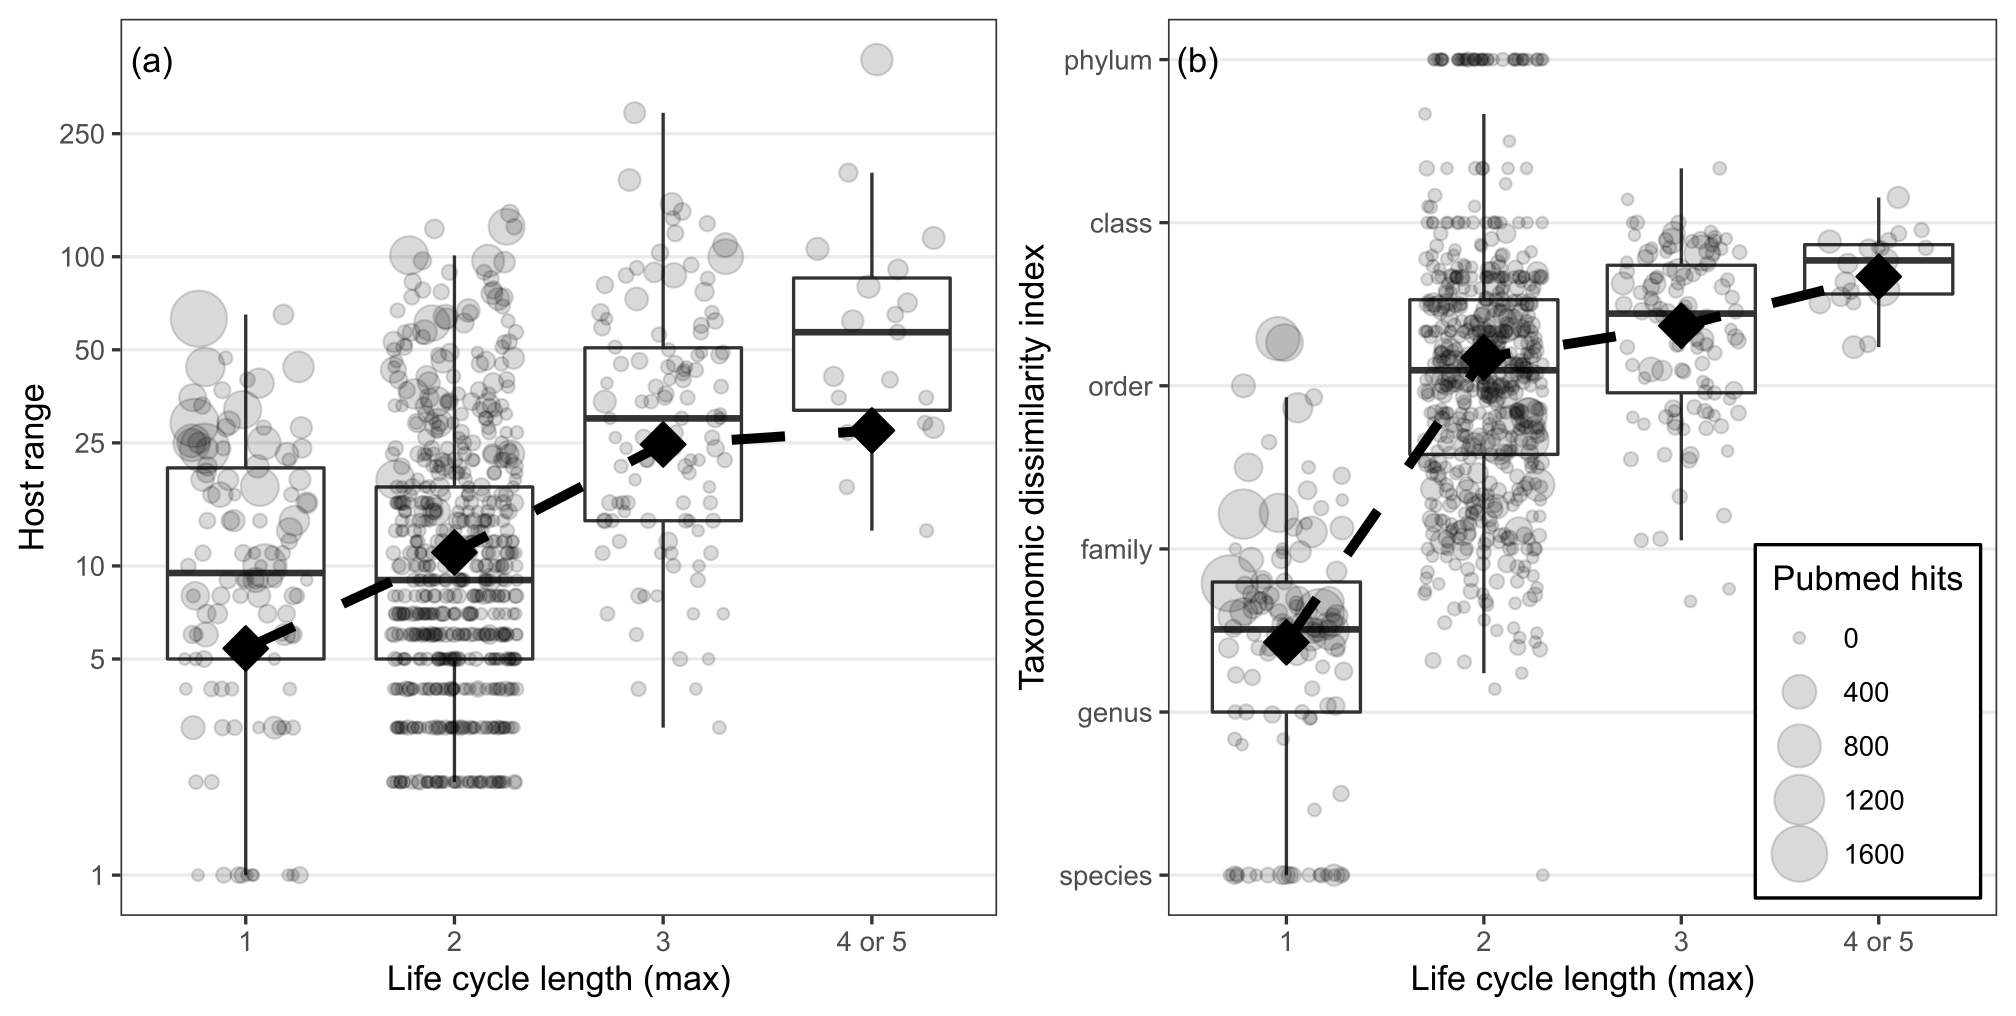 (a)
250
100
50
25
10
5
1
Host range
1
2
3
4 or 5
Life cycle length (max)
(b)
phylum
class
order
family
genus
species
Taxonomic dissimilarity index
1
2
3
4 or 5
Life cycle length (max)
Pubmed hits
0
400
800
1200
1600